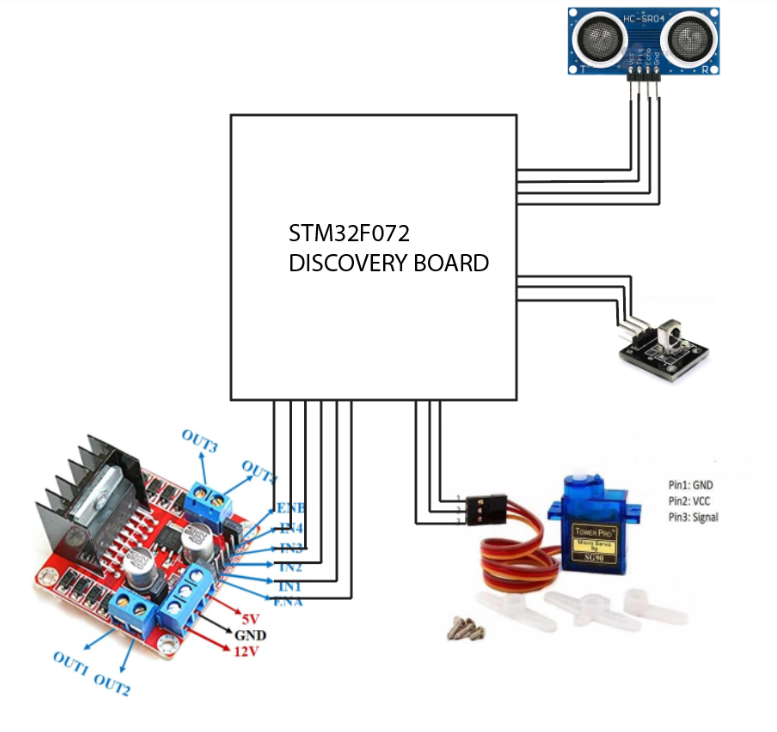 HC-SR04
Vcc
Trig
Echo
Gnd
T
R
STM32F072
DISCOVERY BOARD
OUT3
OUT4
ENB
IN4
IN3
IN2
IN1
ENA
5V
GND
12V
OUT1
OUT2
1
2
3
Pin1: GND
Pin2: VCC
Pin3: Signal
TOWER PRO
Micro Servo
9g
SG90